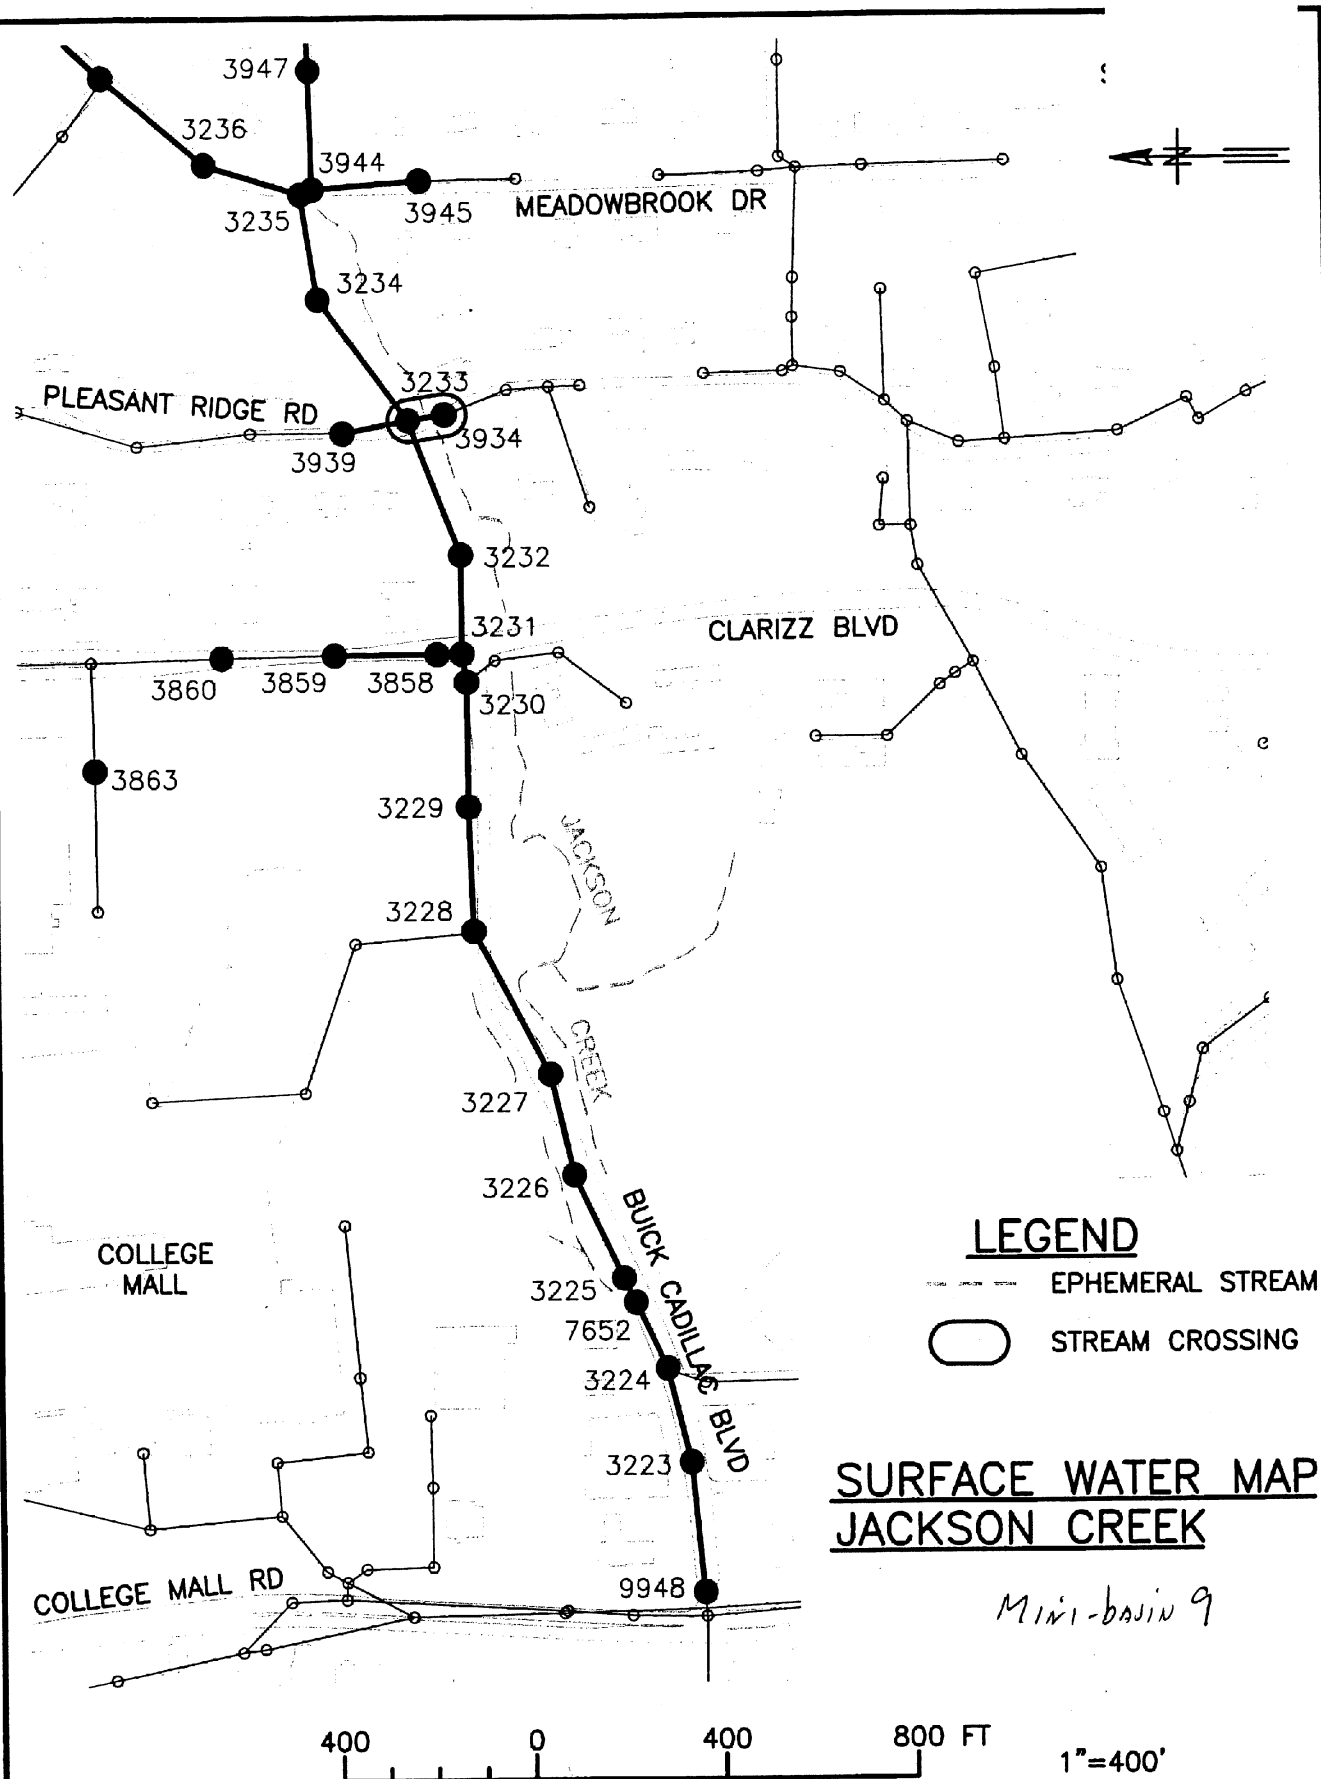 3947
3236
3944
3945
3235
MEADOWBROOK DR
N
3234
3233
PLEASANT RIDGE RD
3934
3939
3232
3231
CLARIZZ BLVD
3860
3859
3858
3230
3863
3229
JACKSON
3228
CREEK
3227
3226
BUICK CADILLAC BLVD
COLLEGE
MALL
LEGEND
EPHEMERAL STREAM
STREAM CROSSING
3225
7652
3224
3223
SURFACE WATER MAP
JACKSON CREEK
9948
COLLEGE MALL RD
Mini-basin 9
400 0 400 800 FT
1"=400'